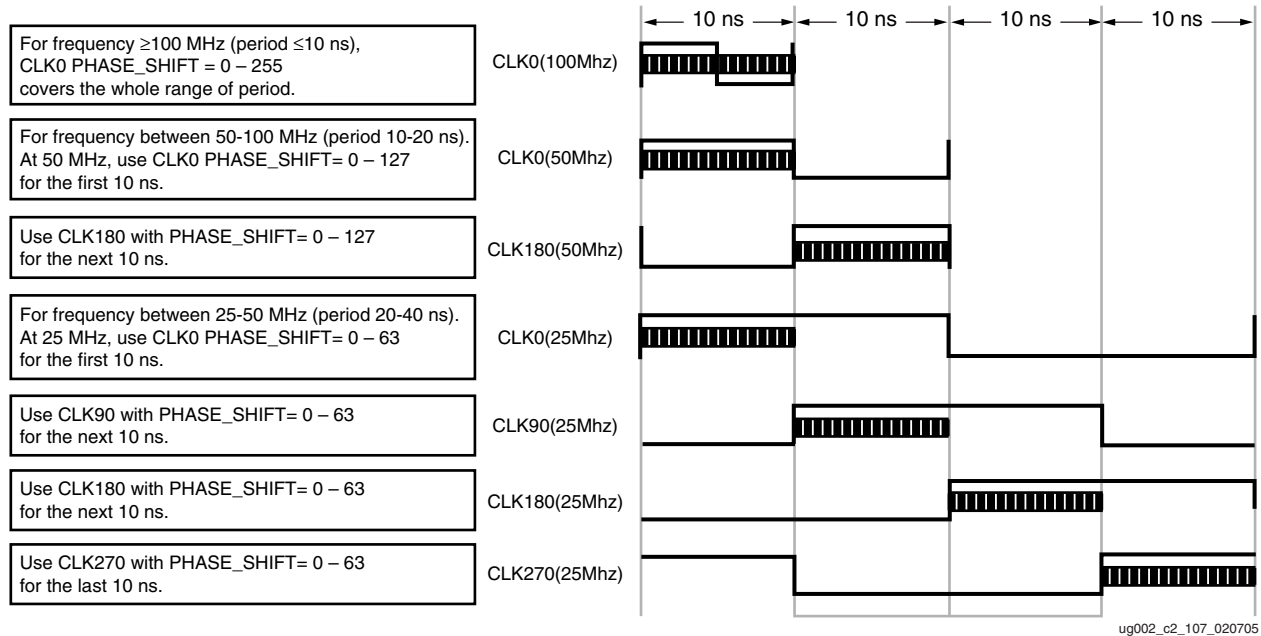 10 ns 10 ns 10 ns 10 ns
For frequency ≥100 MHz (period ≤10 ns),
CLK0 PHASE_SHIFT = 0 – 255
covers the whole range of period.
CLK0(100Mhz)
For frequency between 50-100 MHz (period 10-20 ns).
At 50 MHz, use CLK0 PHASE_SHIFT= 0 – 127
for the first 10 ns.
CLK0(50Mhz)
Use CLK180 with PHASE_SHIFT= 0 – 127
for the next 10 ns.
CLK180(50Mhz)
For frequency between 25-50 MHz (period 20-40 ns).
At 25 MHz, use CLK0 PHASE_SHIFT= 0 – 63
for the first 10 ns.
CLK0(25Mhz)
Use CLK90 with PHASE_SHIFT= 0 – 63
for the next 10 ns.
CLK90(25Mhz)
Use CLK180 with PHASE_SHIFT= 0 – 63
for the next 10 ns.
CLK180(25Mhz)
Use CLK270 with PHASE_SHIFT= 0 – 63
for the last 10 ns.
CLK270(25Mhz)
ug002_c2_107_020705